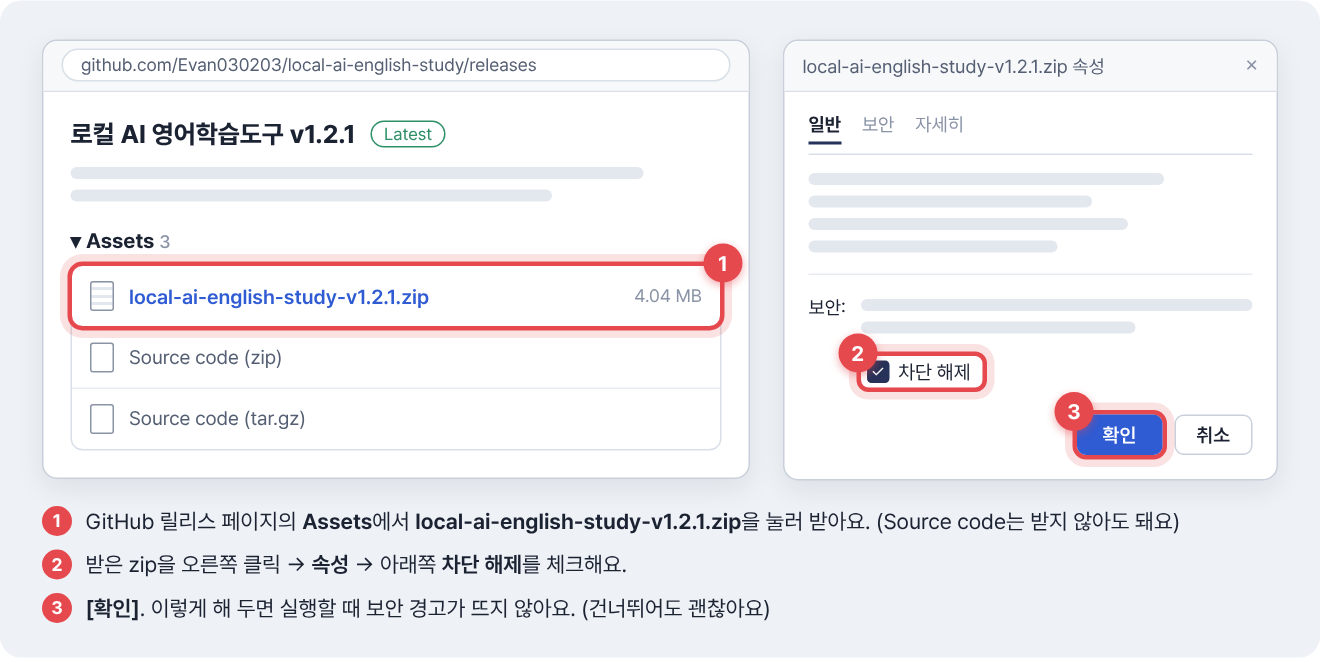 github.com/Evan030203/local-ai-english-study/releases
로컬 AI 영어학습도구 v1.2.1 Latest
▼ Assets 3
1
local-ai-english-study-v1.2.1.zip 4.04 MB
Source code (zip)
Source code (tar.gz)
local-ai-english-study-v1.2.1.zip 속성 ×
일반 보안 자세히
보안:
2
차단 해제
3
확인 취소
1 GitHub 릴리스 페이지의 Assets에서 local-ai-english-study-v1.2.1.zip을 눌러 받아요. (Source code는 받지 않아도 돼요)
2 받은 zip을 오른쪽 클릭 → 속성 → 아래쪽 차단 해제를 체크해요.
3 [확인]. 이렇게 해 두면 실행할 때 보안 경고가 뜨지 않아요. (건너뛰어도 괜찮아요)